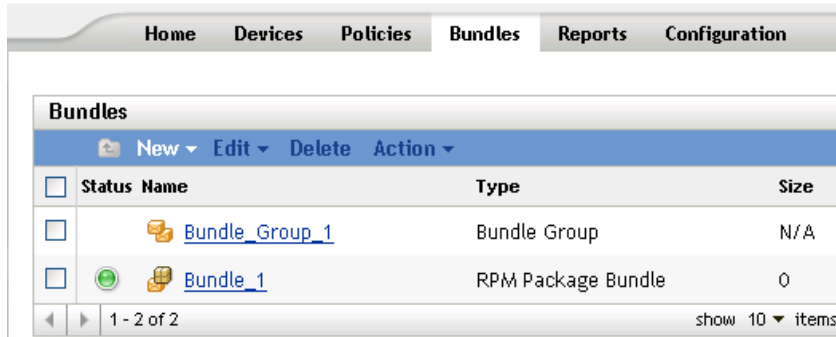 Home Devices Policies Bundles Reports Configuration
Bundles
New Edit Delete Action
Status Name Type Size
Bundle_Group_1 Bundle Group N/A
Bundle_1 RPM Package Bundle 0
1 - 2 of 2 show 10 items